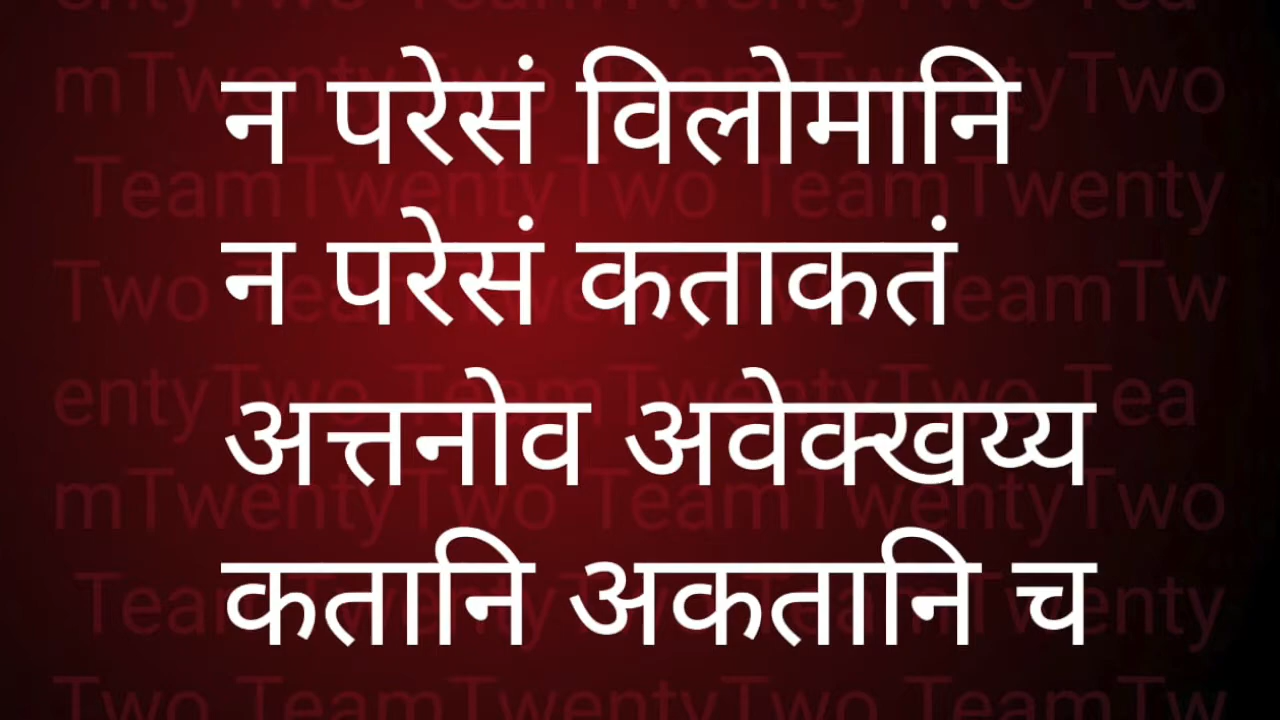 न परेसं विलोमानि
न परेसं कताकतं
अत्तनोव अवेक्खय्य
कतानि अकतानि च